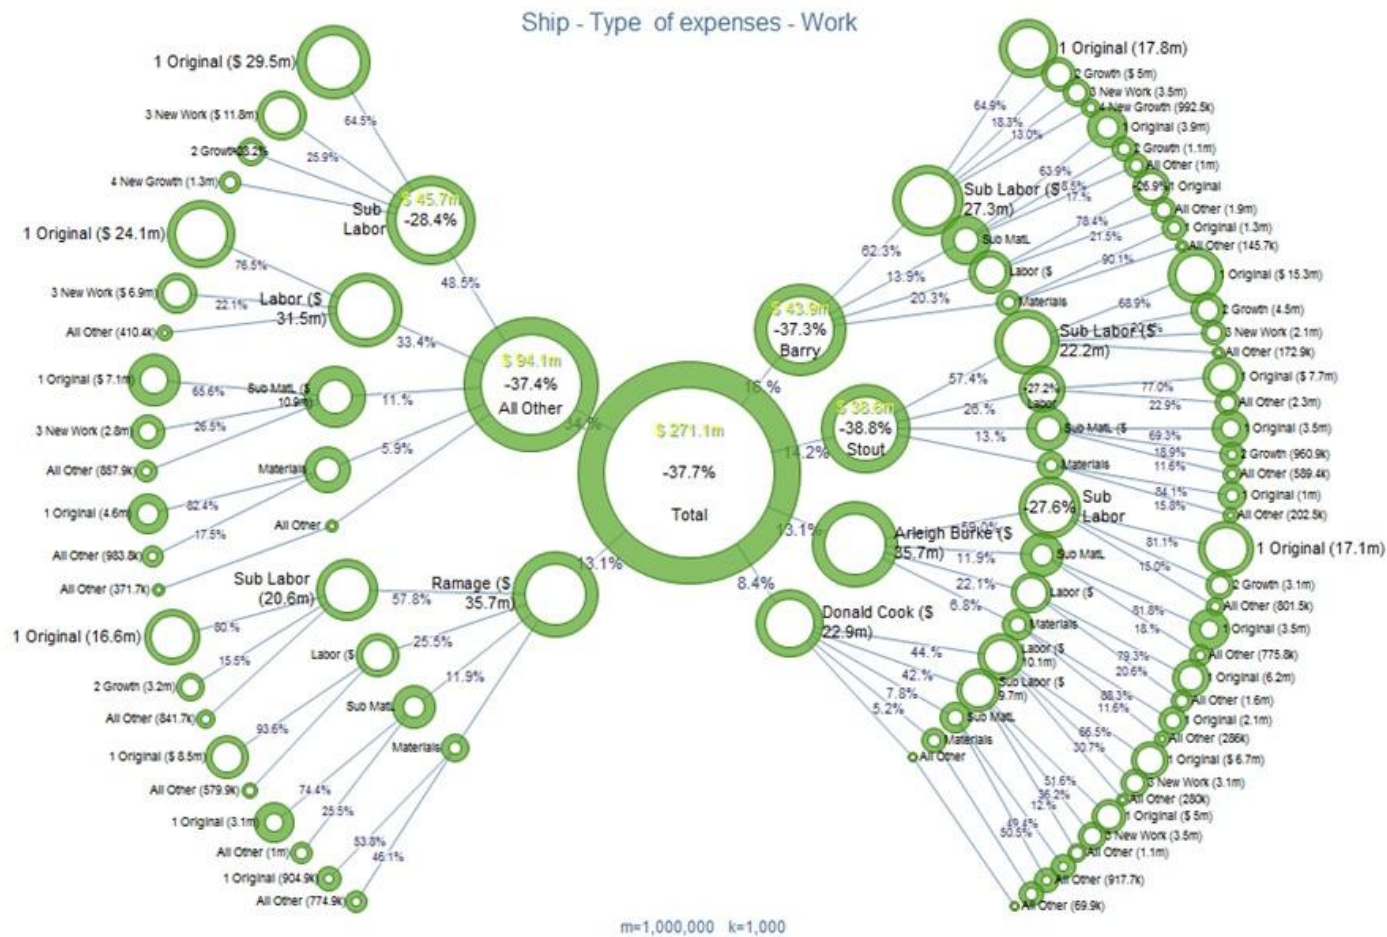 Ship - Type of expenses - Work
1 Original ($ 29.5m)
64.5%
3 New Work ($ 11.8m)
25.9%
2 Growth
4 New Growth (1.3m)
$ 45.7m
-28.4%
Sub
Labor
48.5%
1 Original ($ 24.1m)
76.5%
3 New Work ($ 6.9m)
22.1%
All Other (410.4k)
Labor ($
31.5m)
33.4%
1 Original ($ 7.1m)
65.6%
3 New Work (2.8m)
26.5%
All Other (857.9k)
Sub MatL ($
10.9m)
11.%
1 Original (4.6m)
82.4%
All Other (983.8k)
17.5%
Materials
5.9%
All Other
All Other (371.7k)
$ 94.1m
-37.4%
All Other
34.%
$ 271.1m
-37.7%
Total
Ramage ($
35.7m)
13.1%
Sub Labor
(20.6m)
57.8%
1 Original (16.6m)
80.%
2 Growth (3.2m)
15.5%
All Other (841.7k)
Labor ($
25.5%
1 Original ($ 8.5m)
93.6%
All Other (579.9k)
Sub MatL
11.9%
1 Original (3.1m)
74.4%
All Other (1m)
25.5%
Materials
1 Original (904.9k)
53.8%
All Other (774.9k)
46.1%
$ 43.9m
-37.3%
Barry
16.%
Sub Labor ($
27.3m)
62.3%
1 Original (17.8m)
64.9%
2 Growth ($ 5m)
18.3%
3 New Work (3.5m)
13.0%
4 New Growth (992.5k)
Sub MatL
13.9%
1 Original (3.9m)
63.9%
2 Growth (1.1m)
All Other (1m)
17.%
Labor ($
20.3%
-26.9%
1 Original
78.4%
All Other (1.9m)
21.5%
Materials
1 Original (1.3m)
90.1%
All Other (145.7k)
$ 38.6m
-38.8%
Stout
14.2%
Sub Labor ($
22.2m)
57.4%
1 Original ($ 15.3m)
68.9%
2 Growth (4.5m)
3 New Work (2.1m)
All Other (172.9k)
-27.2%
Labor
26.%
1 Original ($ 7.7m)
77.0%
All Other (2.3m)
22.9%
Sub MatL ($
13.%
1 Original (3.5m)
69.3%
2 Growth (960.9k)
18.9%
All Other (589.4k)
11.6%
Materials
1 Original (1m)
84.1%
All Other (202.5k)
15.8%
Arleigh Burke ($
35.7m)
13.1%
-27.6%
Sub
Labor
59.0%
1 Original (17.1m)
81.1%
2 Growth (3.1m)
15.0%
All Other (801.5k)
Sub MatL
11.9%
1 Original (3.5m)
81.8%
All Other (775.8k)
18.%
Labor ($
22.1%
1 Original (6.2m)
79.3%
All Other (1.6m)
20.6%
Materials
6.8%
1 Original (2.1m)
88.3%
All Other (286k)
11.6%
Donald Cook ($
22.9m)
8.4%
Labor ($
10.1m)
44.%
1 Original ($ 6.7m)
66.5%
3 New Work (3.1m)
30.7%
All Other (280k)
Sub Labor ($
9.7m)
42.%
1 Original ($ 5m)
51.6%
3 New Work (3.5m)
36.2%
All Other (1.1m)
12.%
Sub MatL
7.8%
49.4%
50.5%
All Other (917.7k)
Materials
5.2%
All Other
All Other (69.9k)
m=1,000,000 k=1,000